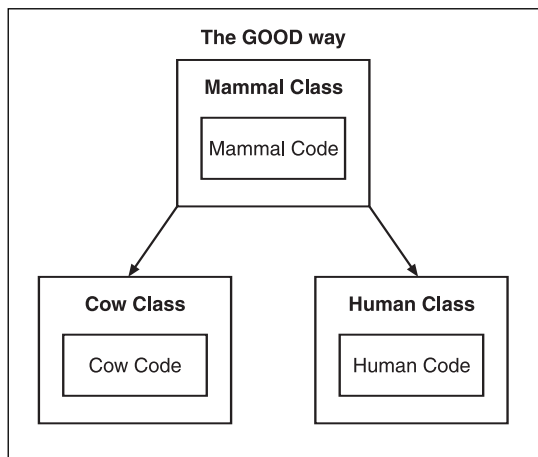 The GOOD way
Mammal Class
Mammal Code
Cow Class
Cow Code
Human Class
Human Code